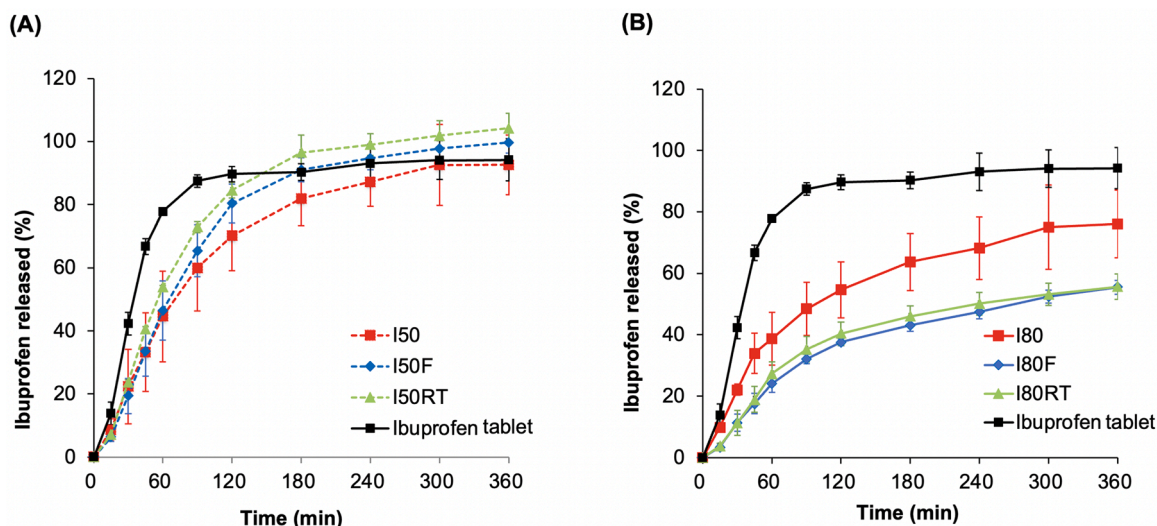 (A)
Ibuprofen released (%)
120
100
80
60
40
20
0
0 60 120 180 240 300 360
Time (min)
I50
I50F
I50RT
Ibuprofen tablet
(B)
Ibuprofen released (%)
120
100
80
60
40
20
0
0 60 120 180 240 300 360
Time (min)
I80
I80F
I80RT
Ibuprofen tablet